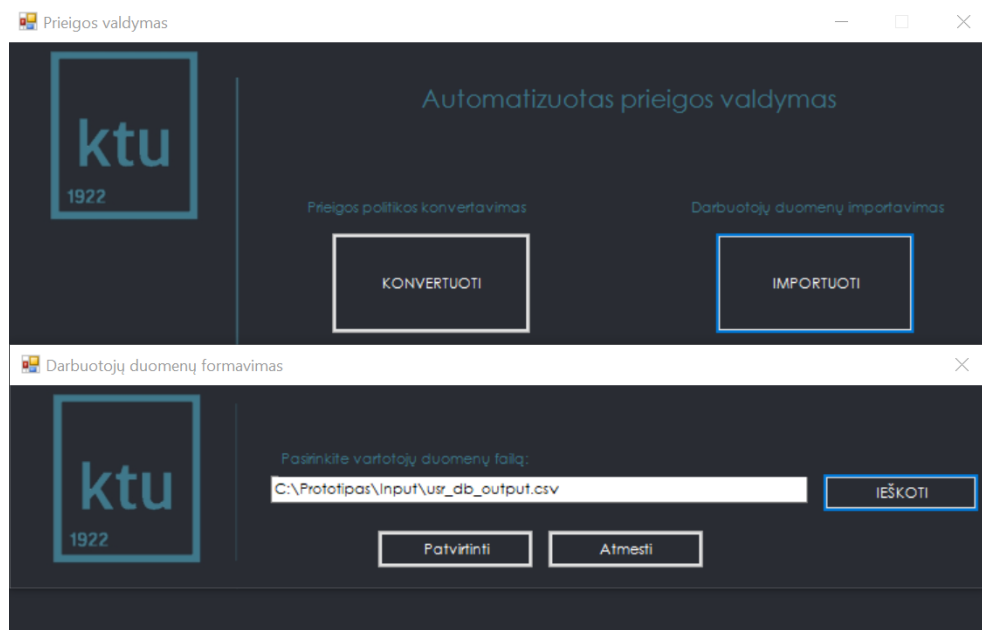 Prieigos valdymas
ktu
1922
Automatizuotas prieigos valdymas
Prieigos politikos konvertavimas
Darbuotojų duomenų importavimas
KONVERTUOTI
IMPORTUOTI
Darbuotojų duomenų formavimas
ktu
1922
Pasirinkite vartotojų duomenų failą:
C:\Prototipas\Input\usr_db_output.csv
IEŠKOTI
Patvirtinti
Atmesti